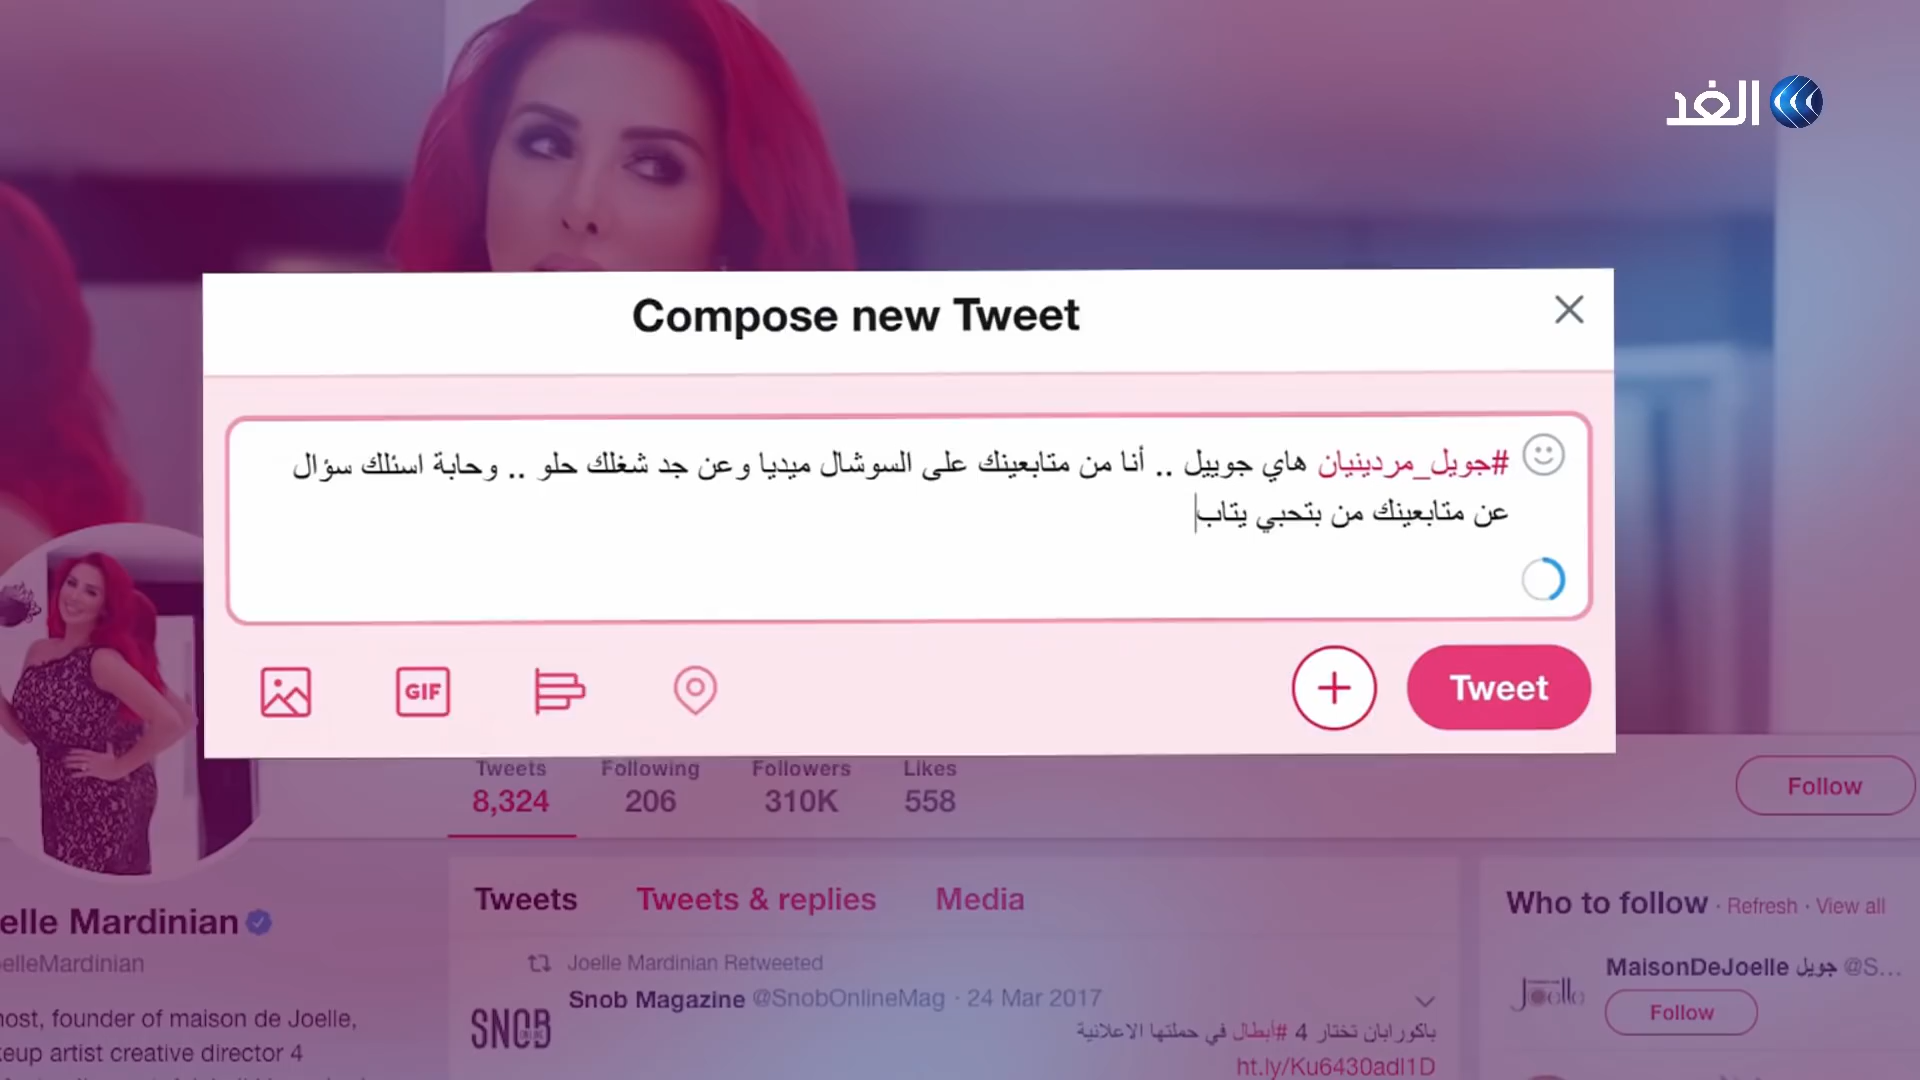 الغد
Compose new Tweet
#جويل_مردينيان هاي جوييل .. أنا من متابعينك على السوشال ميديا وعن جد شغلك حلو .. وحابة اسئلك سؤال
عن متابعينك من بتحبي يتاب
GIF
Tweet
Tweets Following Followers Likes
8,324 206 310K 558
Follow
Tweets Tweets & replies Media
Who to follow · Refresh · View all
elle Mardinian
elleMardinian
Joelle Mardinian Retweeted
MaisonDeJoelle جويل @S...
Snob Magazine @SnobOnlineMag · 24 Mar 2017
SNOB
Joelle
Follow
host, founder of maison de Joelle,
باكورابان تختار 4 #أبطال في حملتها الاعلانية
eup artist creative director 4
ht.ly/Ku6430adl1D